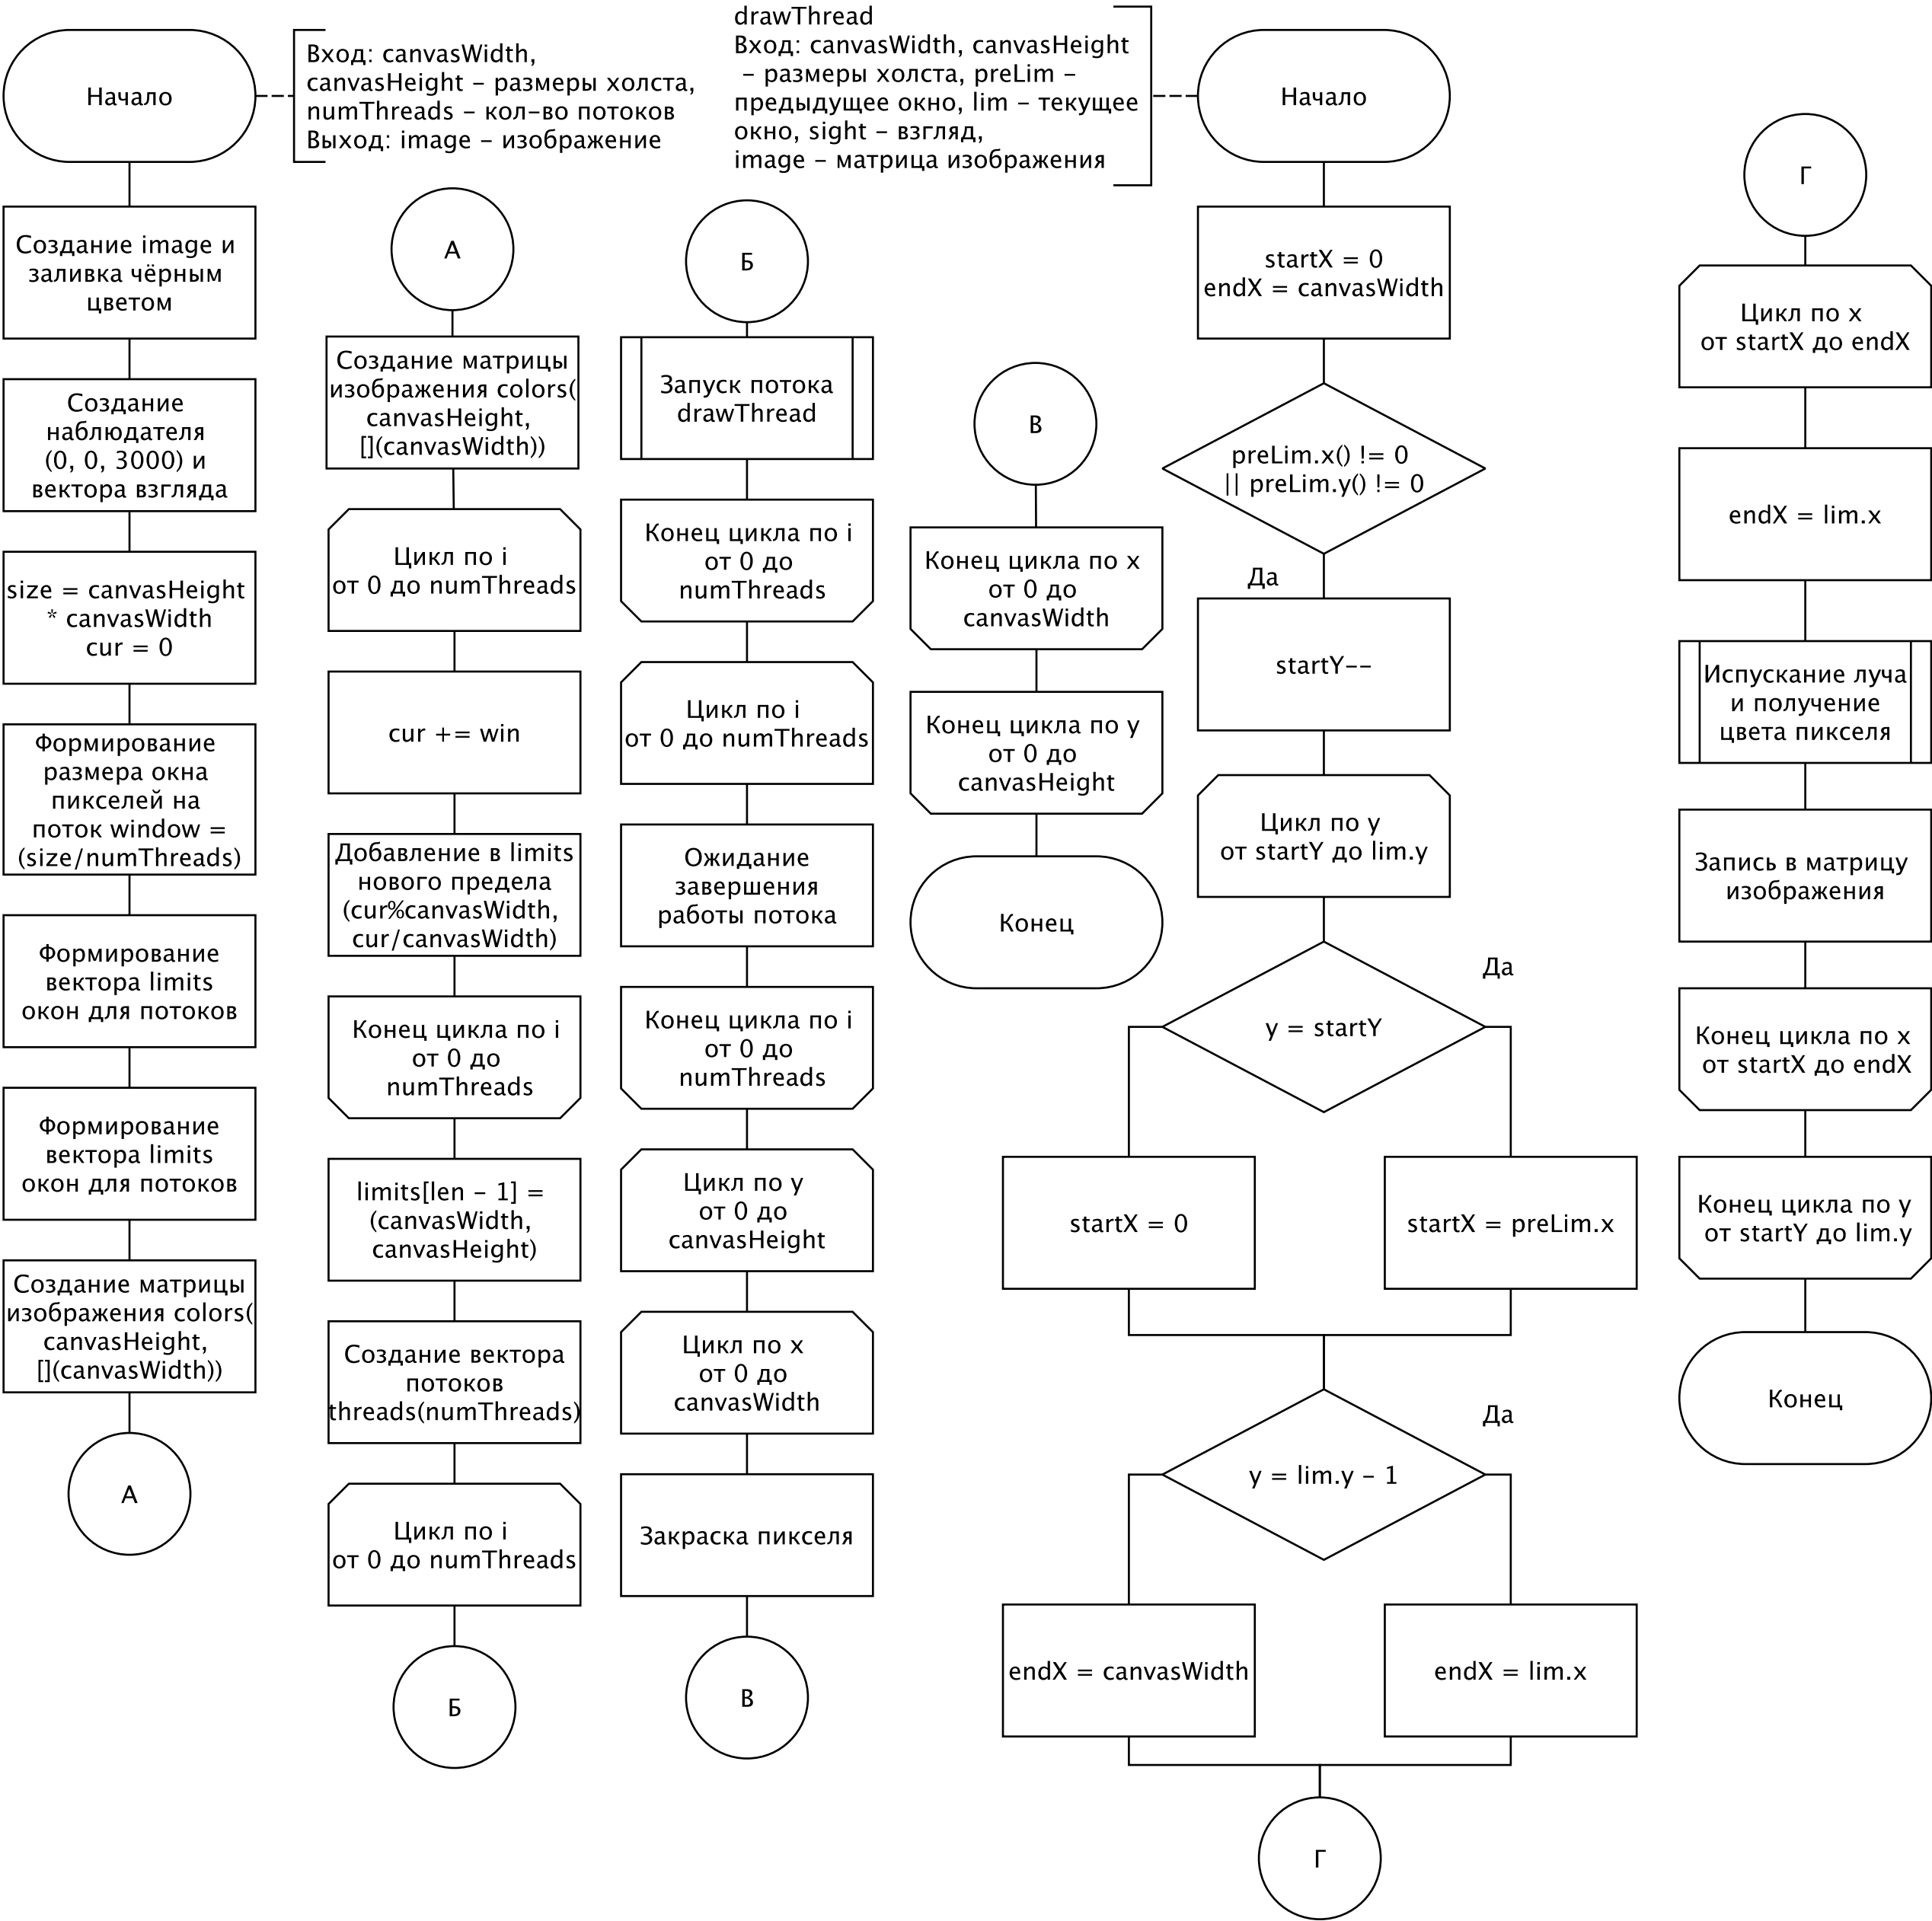 Начало
Вход: canvasWidth,
canvasHeight – размеры холста,
numThreads – кол-во потоков
Выход: image – изображение
Создание image и
заливка чёрным
цветом
Создание
наблюдателя
(0, 0, 3000) и
вектора взгляда
size = canvasHeight
* canvasWidth
cur = 0
Формирование
размера окна
пикселей на
поток window =
(size/numThreads)
Формирование
вектора limits
окон для потоков
Формирование
вектора limits
окон для потоков
Создание матрицы
изображения colors(
canvasHeight,
[](canvasWidth))
А
А
Создание матрицы
изображения colors(
canvasHeight,
[](canvasWidth))
Цикл по i
от 0 до numThreads
cur += win
Добавление в limits
нового предела
(cur%canvasWidth,
cur/canvasWidth)
Конец цикла по i
от 0 до
numThreads
limits[len – 1] =
(canvasWidth,
canvasHeight)
Создание вектора
потоков
threads(numThreads)
Цикл по i
от 0 до numThreads
Б
Б
Запуск потока
drawThread
Конец цикла по i
от 0 до
numThreads
Цикл по i
от 0 до numThreads
Ожидание
завершения
работы потока
Конец цикла по i
от 0 до
numThreads
Цикл по y
от 0 до
canvasHeight
Цикл по x
от 0 до
canvasWidth
Закраска пикселя
В
В
Конец цикла по x
от 0 до
canvasWidth
Конец цикла по y
от 0 до
canvasHeight
Конец
drawThread
Вход: canvasWidth, canvasHeight
– размеры холста, preLim –
предыдущее окно, lim – текущее
окно, sight – взгляд,
image – матрица изображения
Начало
startX = 0
endX = canvasWidth
preLim.x() != 0
|| preLim.y() != 0
Да
startY--
Цикл по y
от startY до lim.y
Да
y = startY
startX = 0
startX = preLim.x
Да
y = lim.y – 1
endX = canvasWidth
endX = lim.x
Г
Г
Цикл по x
от startX до endX
endX = lim.x
Испускание луча
и получение
цвета пикселя
Запись в матрицу
изображения
Конец цикла по x
от startX до endX
Конец цикла по y
от startY до lim.y
Конец